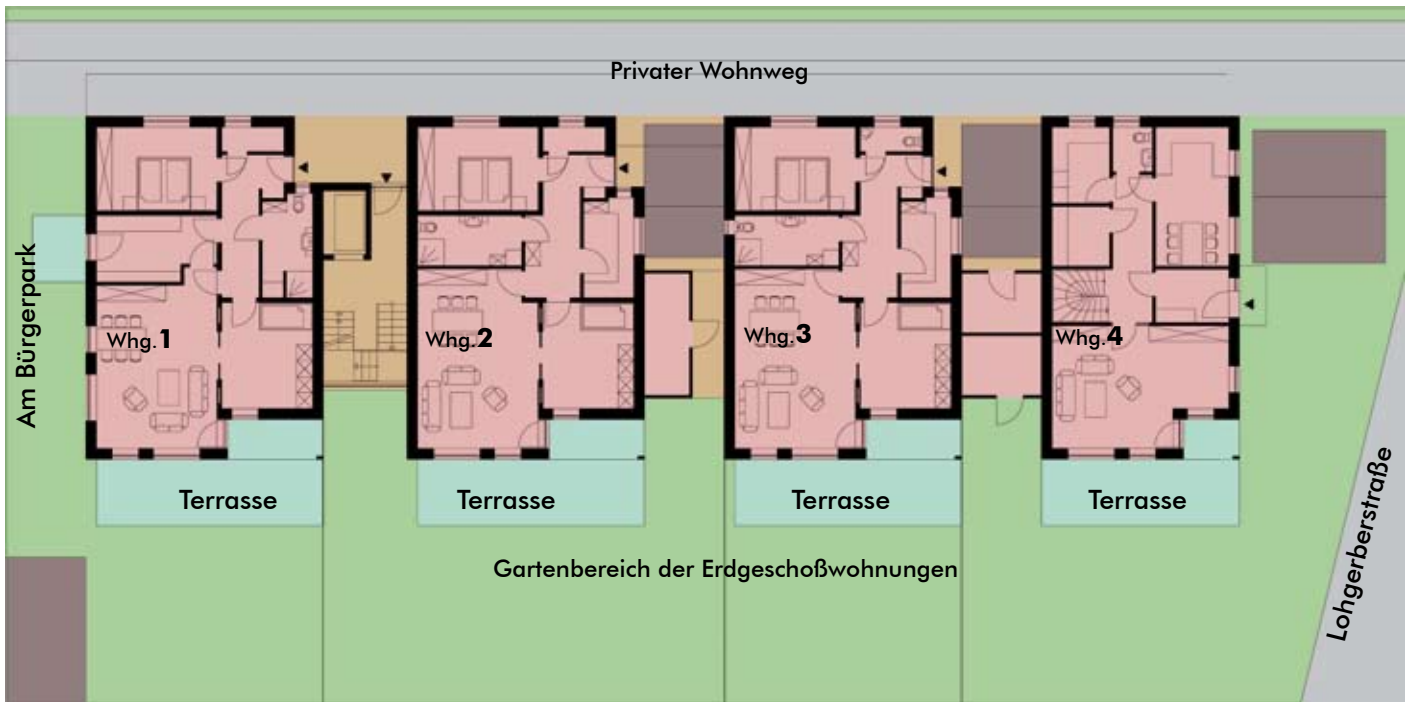 Privater Wohnweg
Am Bürgerpark
Whg.1
Whg.2
Whg.3
Whg.4
Terrasse
Terrasse
Terrasse
Terrasse
Gartenbereich der Erdgeschoßwohnungen
Lohgerberstraße